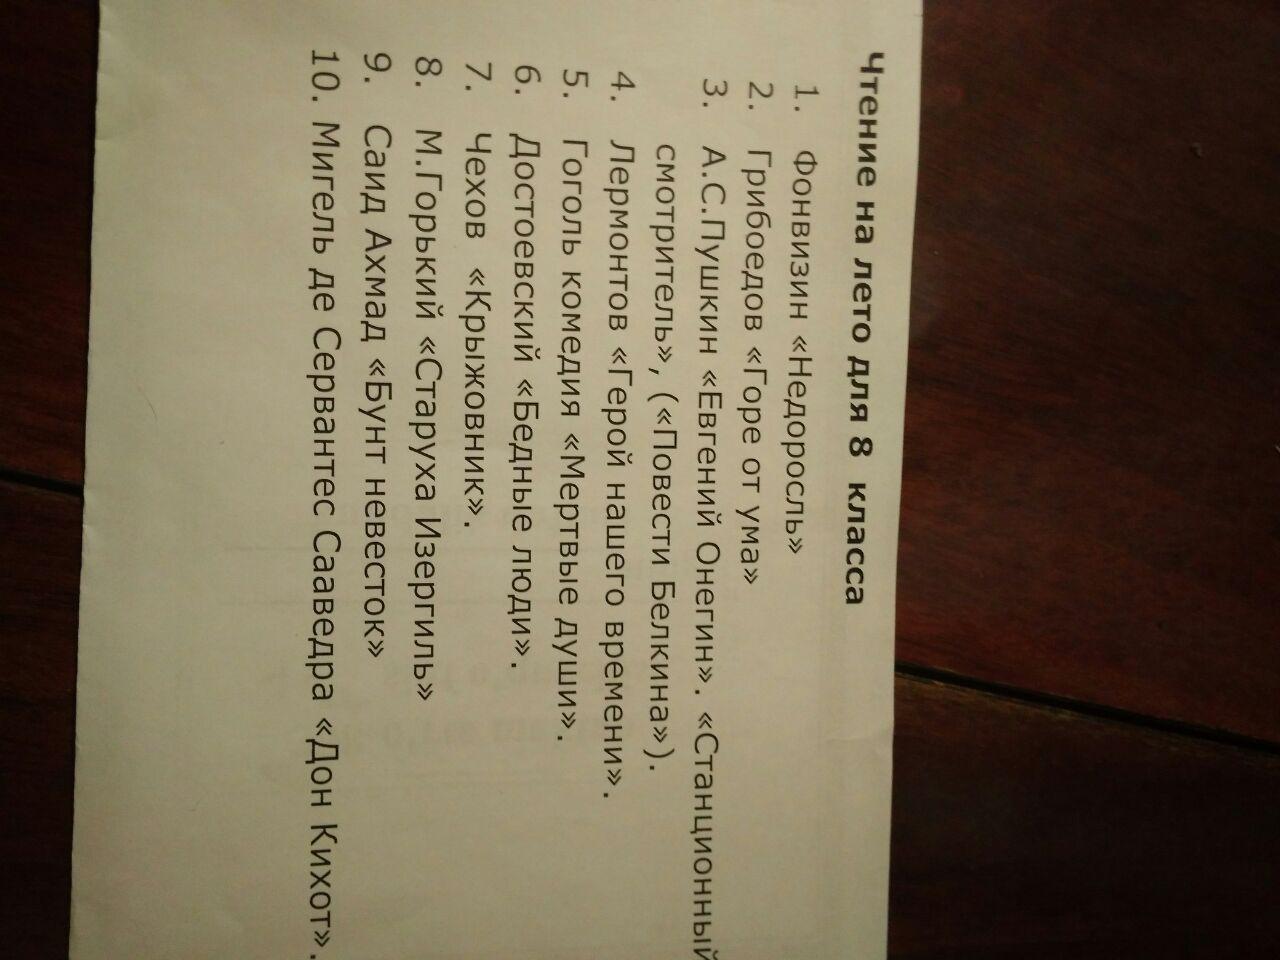 Чтение на лето для 8 класса
1. Фонвизин «Недоросль»
2. Грибоедов «Горе от ума»
3. А.С.Пушкин «Евгений Онегин». «Станционный
смотритель», («Повести Белкина»).
4. Лермонтов «Герой нашего времени».
5. Гоголь комедия «Мертвые души».
6. Достоевский «Бедные люди».
7. Чехов «Крыжовник».
8. М.Горький «Старуха Изергиль»
9. Саид Ахмад «Бунт невесток»
10. Мигель де Сервантес Сааведра «Дон Кихот».